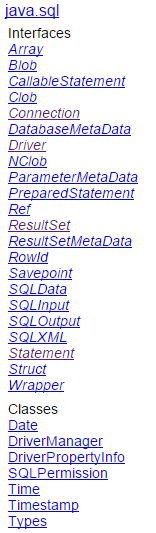 java.sql
Interfaces
Array
Blob
CallableStatement
Clob
Connection
DatabaseMetaData
Driver
NClob
ParameterMetaData
PreparedStatement
Ref
ResultSet
ResultSetMetaData
RowId
Savepoint
SQLData
SQLInput
SQLOutput
SQLXML
Statement
Struct
Wrapper
Classes
Date
DriverManager
DriverPropertyInfo
SQLPermission
Time
Timestamp
Types